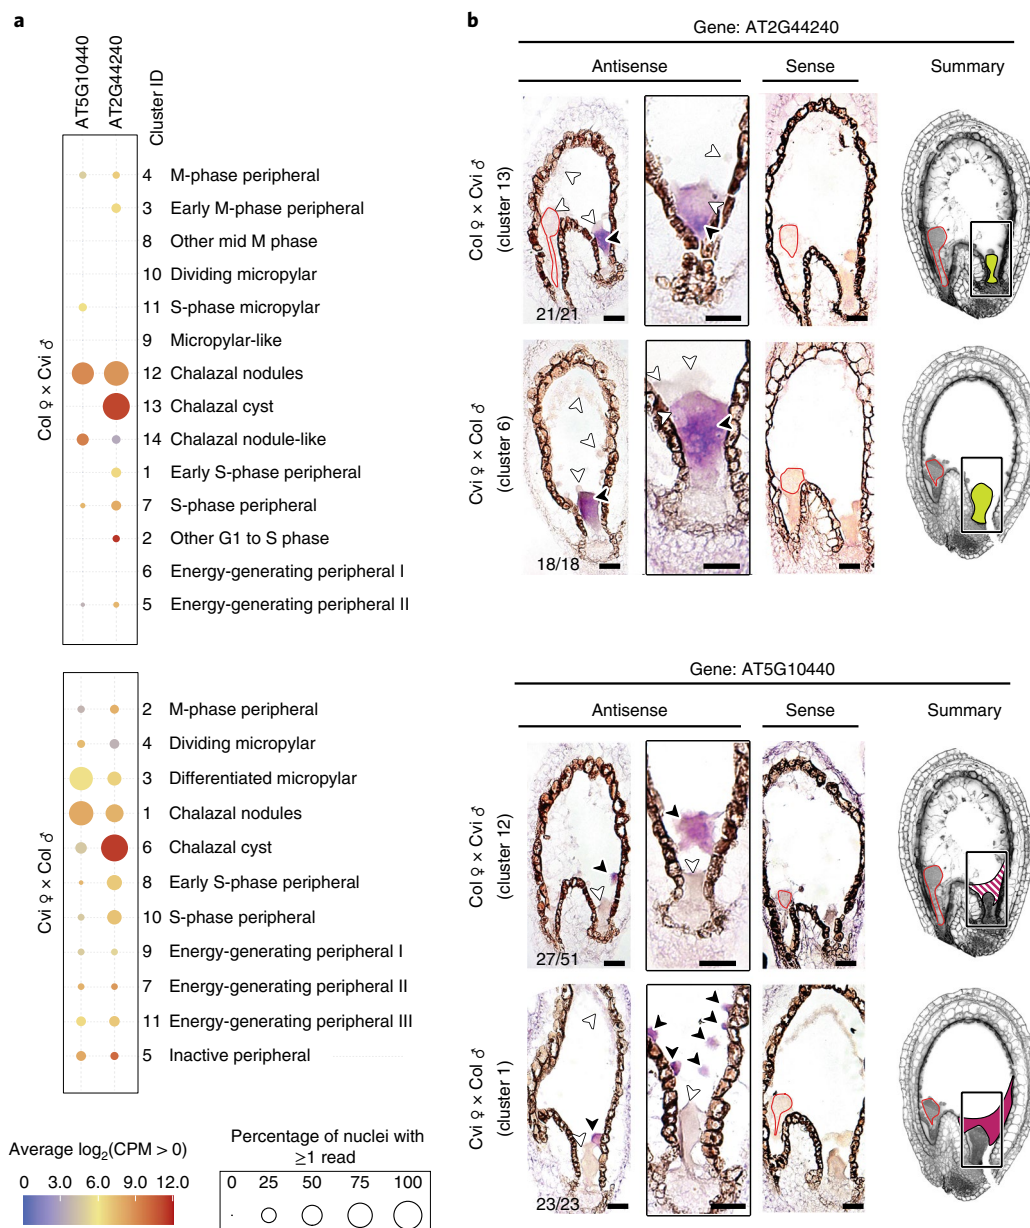 a
AT5G10440
AT2G44240
Cluster ID
Col ♀ × Cvi ♂
4 M-phase peripheral
3 Early M-phase peripheral
8 Other mid M phase
10 Dividing micropylar
11 S-phase micropylar
9 Micropylar-like
12 Chalazal nodules
13 Chalazal cyst
14 Chalazal nodule-like
1 Early S-phase peripheral
7 S-phase peripheral
2 Other G1 to S phase
6 Energy-generating peripheral I
5 Energy-generating peripheral II
Cvi ♀ × Col ♂
2 M-phase peripheral
4 Dividing micropylar
3 Differentiated micropylar
1 Chalazal nodules
6 Chalazal cyst
8 Early S-phase peripheral
10 S-phase peripheral
9 Energy-generating peripheral I
7 Energy-generating peripheral II
11 Energy-generating peripheral III
5 Inactive peripheral
Average log₂(CPM > 0)
0 3.0 6.0 9.0 12.0
Percentage of nuclei with
≥1 read
0 25 50 75 100
b
Gene: AT2G44240
Antisense Sense Summary
Col ♀ × Cvi ♂
(cluster 13)
21/21
Cvi ♀ × Col ♂
(cluster 6)
18/18
Gene: AT5G10440
Antisense Sense Summary
Col ♀ × Cvi ♂
(cluster 12)
27/51
Cvi ♀ × Col ♂
(cluster 1)
23/23